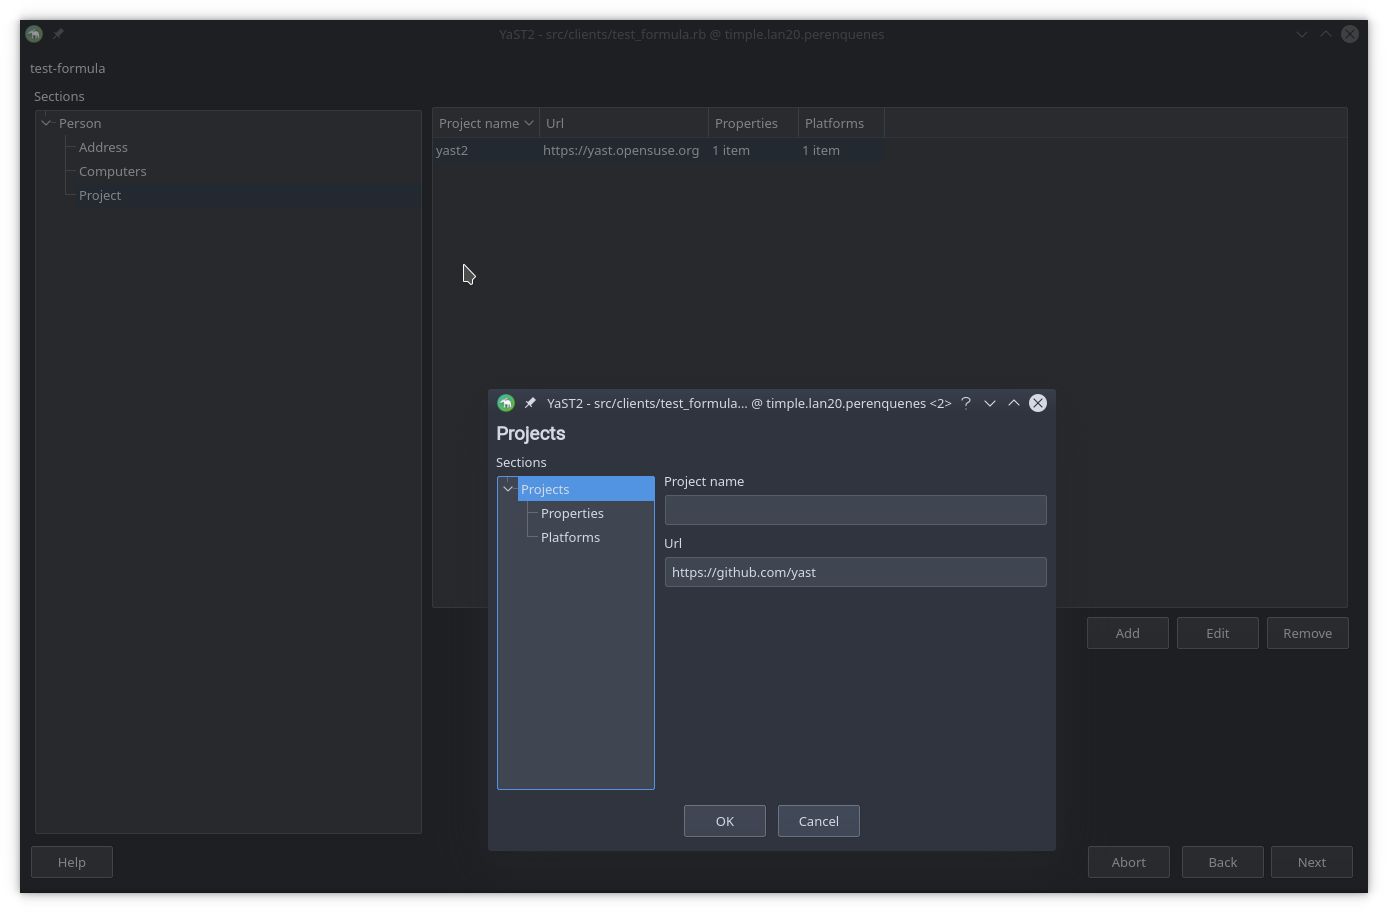 YaST2 - src/clients/test_formula.rb @ timple.lan20.perenquenes
test-formula
Sections
Person
Address
Computers
Project
Project name Url Properties Platforms
yast2 https://yast.opensuse.org 1 item 1 item
YaST2 - src/clients/test_formula... @ timple.lan20.perenquenes <2> ?
Projects
Sections
Projects
Properties
Platforms
Project name
Url
https://github.com/yast
OK Cancel
Add Edit Remove
Help Abort Back Next